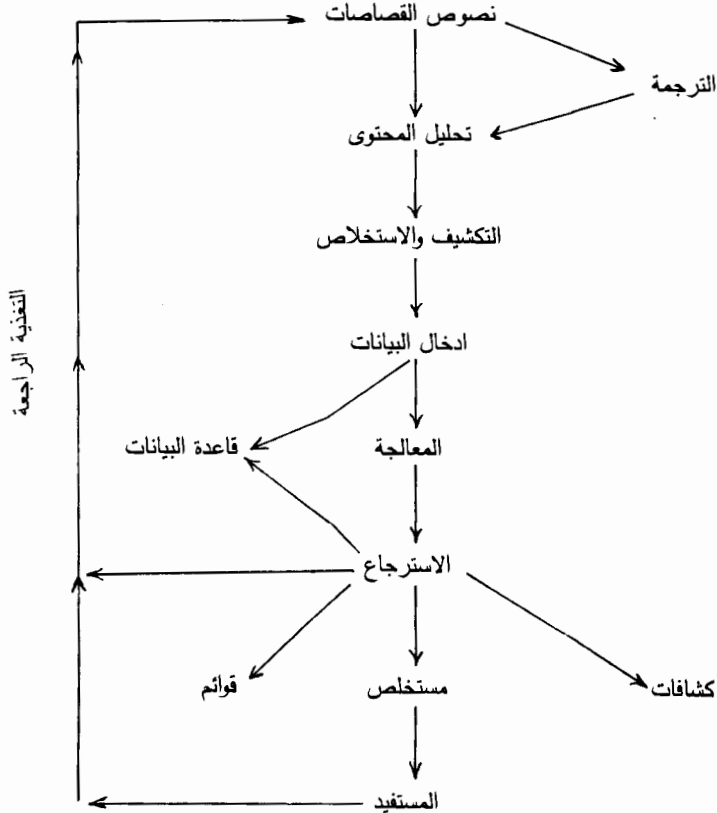 نصوص القصاصات
الترجمة
تحليل المحتوى
التكشيف والاستخلاص
ادخال البيانات
التغذية الراجعة
المعالجة
قاعدة البيانات
الاسترجاع
كشافات
مستخلص
قوائم
المستفيد